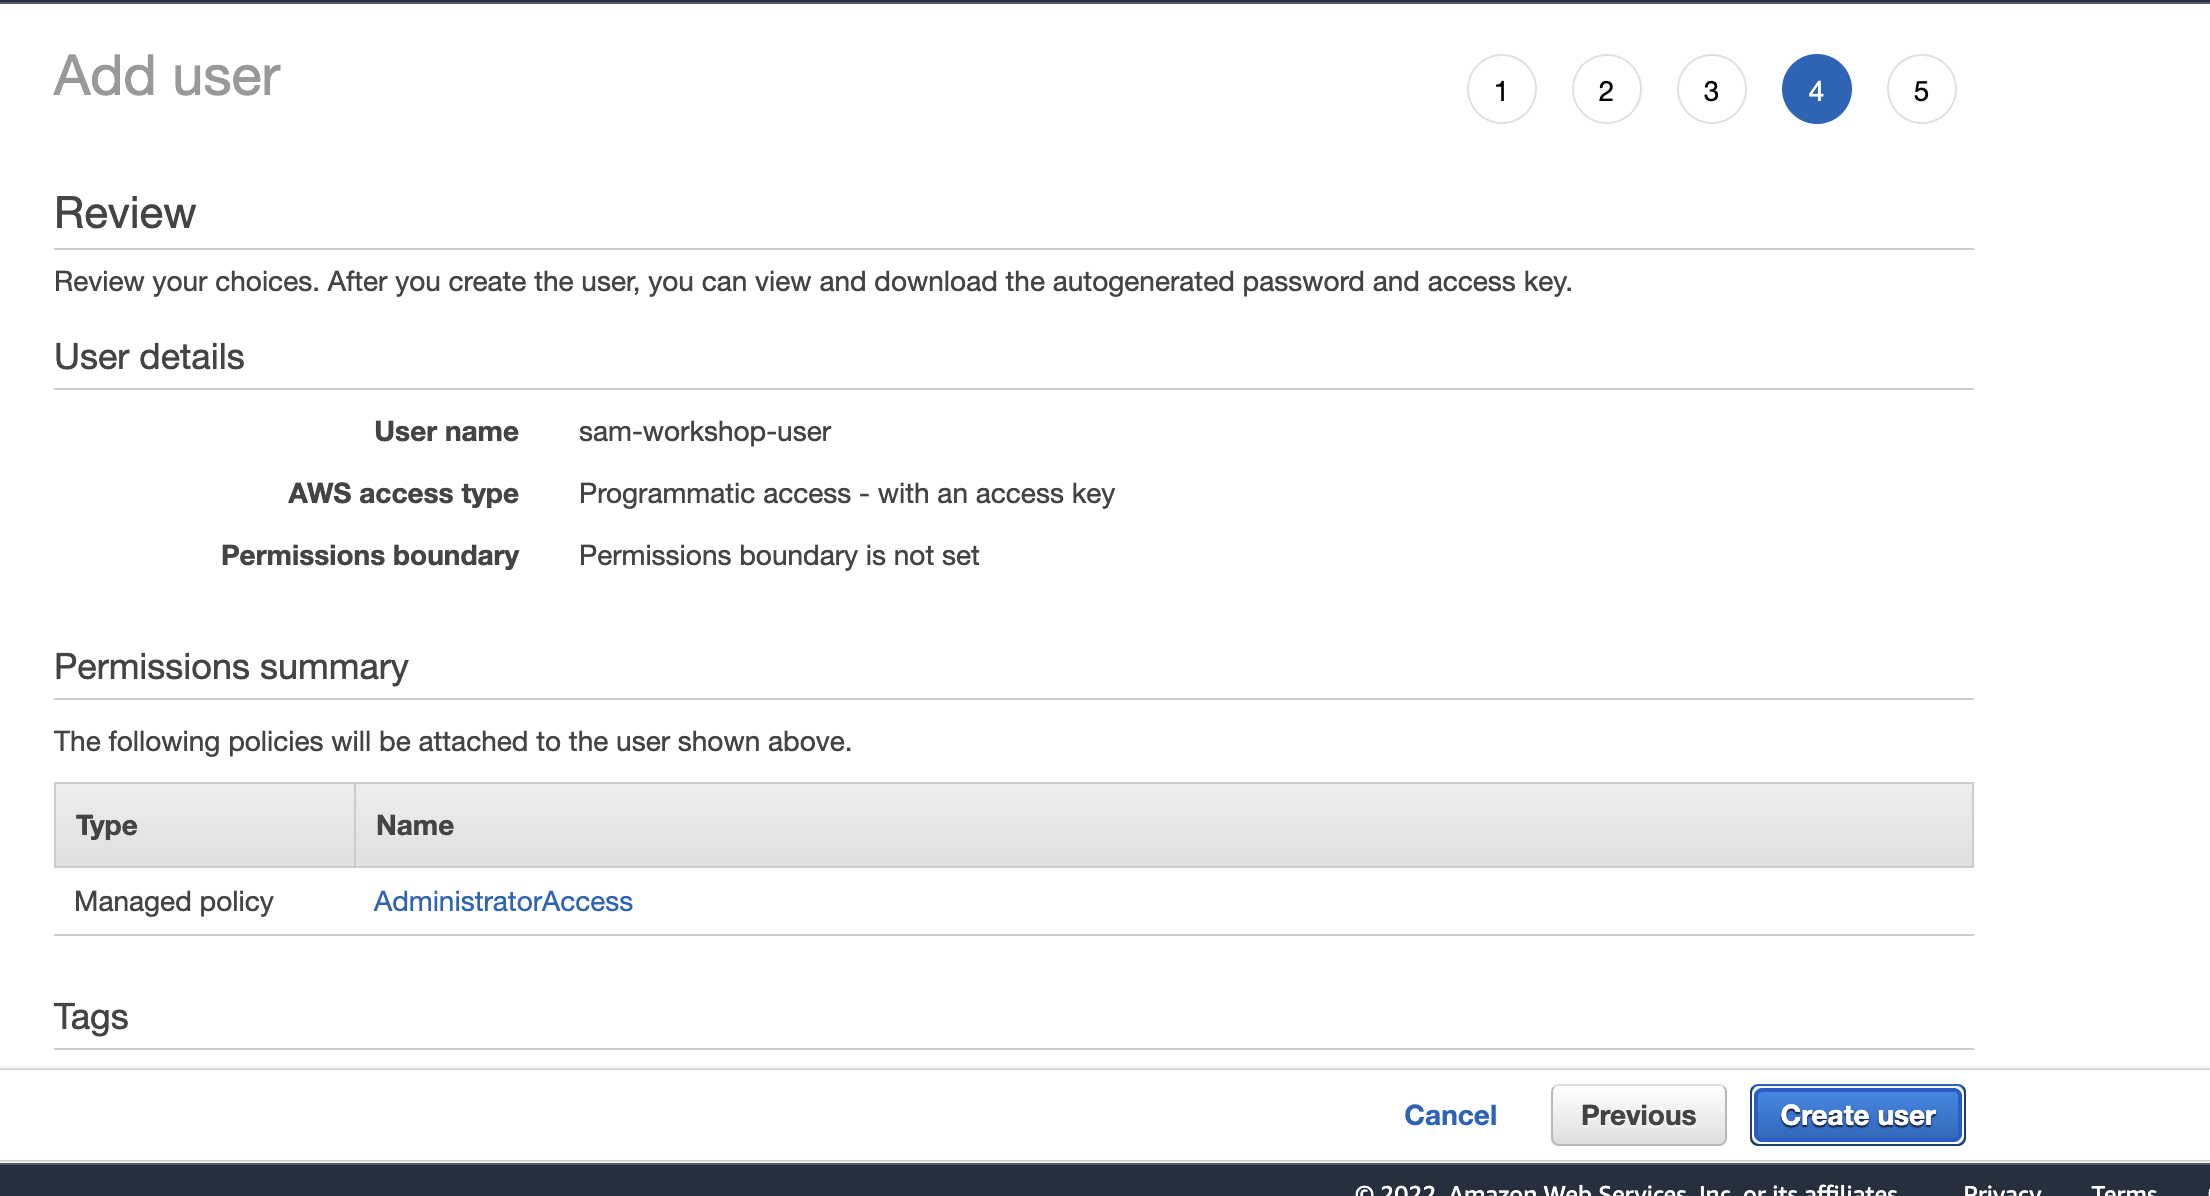 Add user
1 2 3 4 5
Review
Review your choices. After you create the user, you can view and download the autogenerated password and access key.
User details
User name sam-workshop-user
AWS access type Programmatic access - with an access key
Permissions boundary Permissions boundary is not set
Permissions summary
The following policies will be attached to the user shown above.
Type Name
Managed policy AdministratorAccess
Tags
Cancel Previous Create user
© 2022, Amazon Web Services, Inc. or its affiliates. Privacy Terms